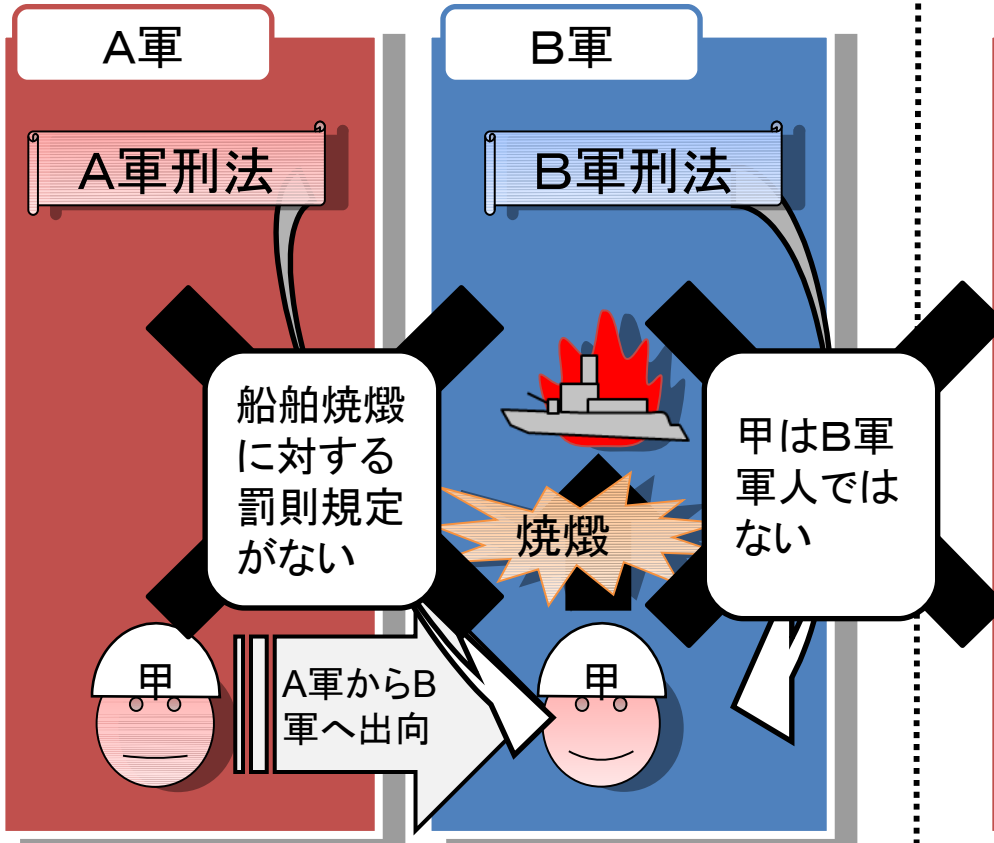 A軍
B軍
A軍刑法
B軍刑法
船舶焼燬
に対する
罰則規定
がない
甲はB軍
軍人では
ない
焼燬
甲
A軍からB
軍へ出向
甲